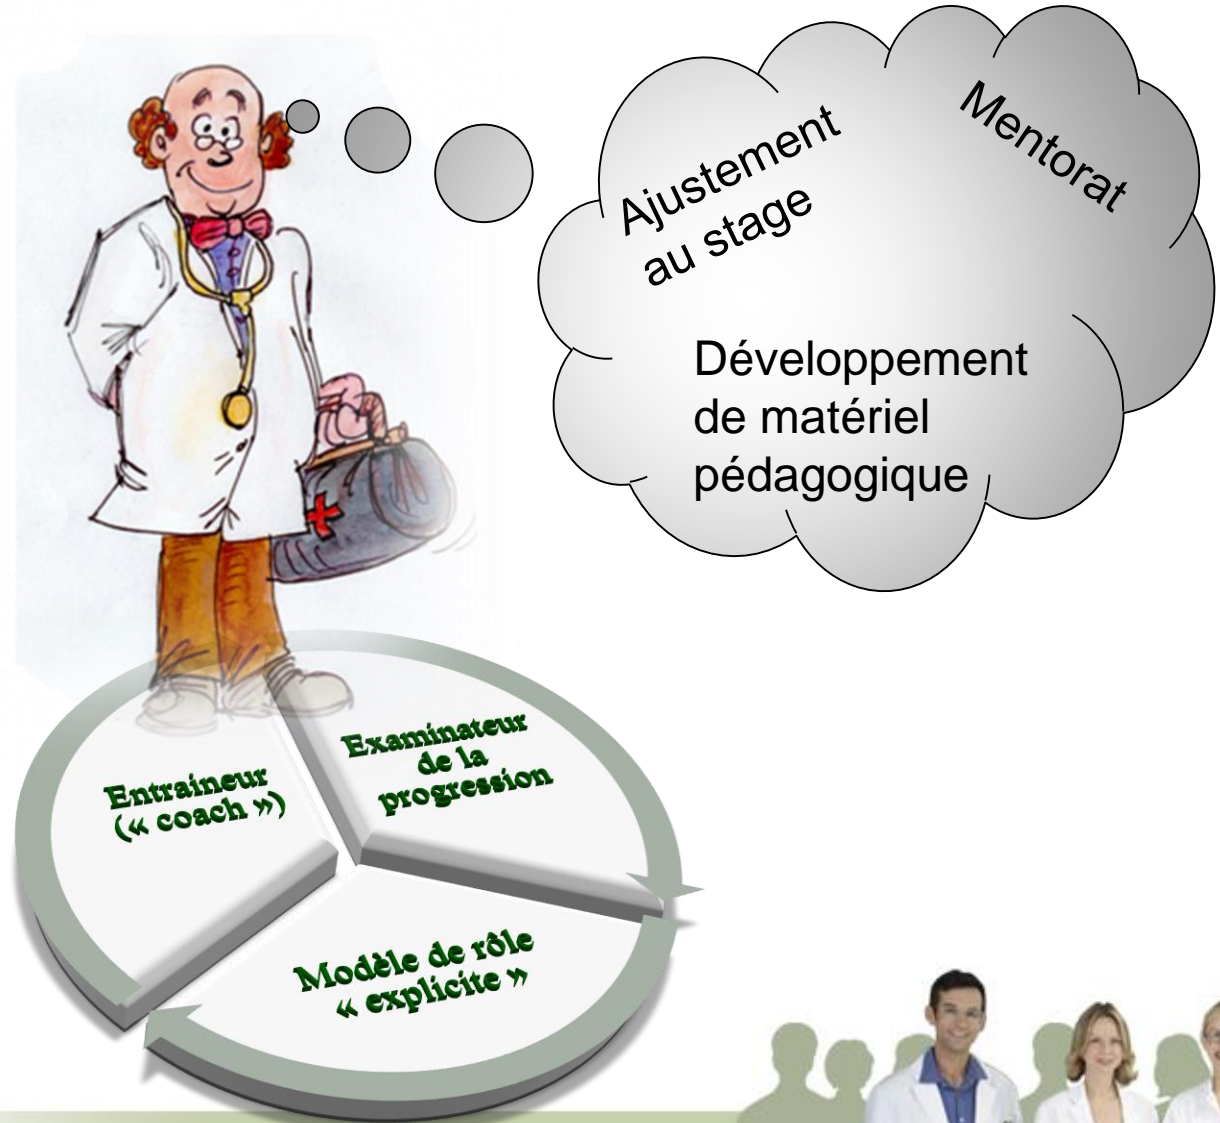 Ajustement
au stage
Mentorat
Développement
de matériel
pédagogique
Entraineur
(« coach »)
Examinateur
de la
progression
Modèle de rôle
« explicite »